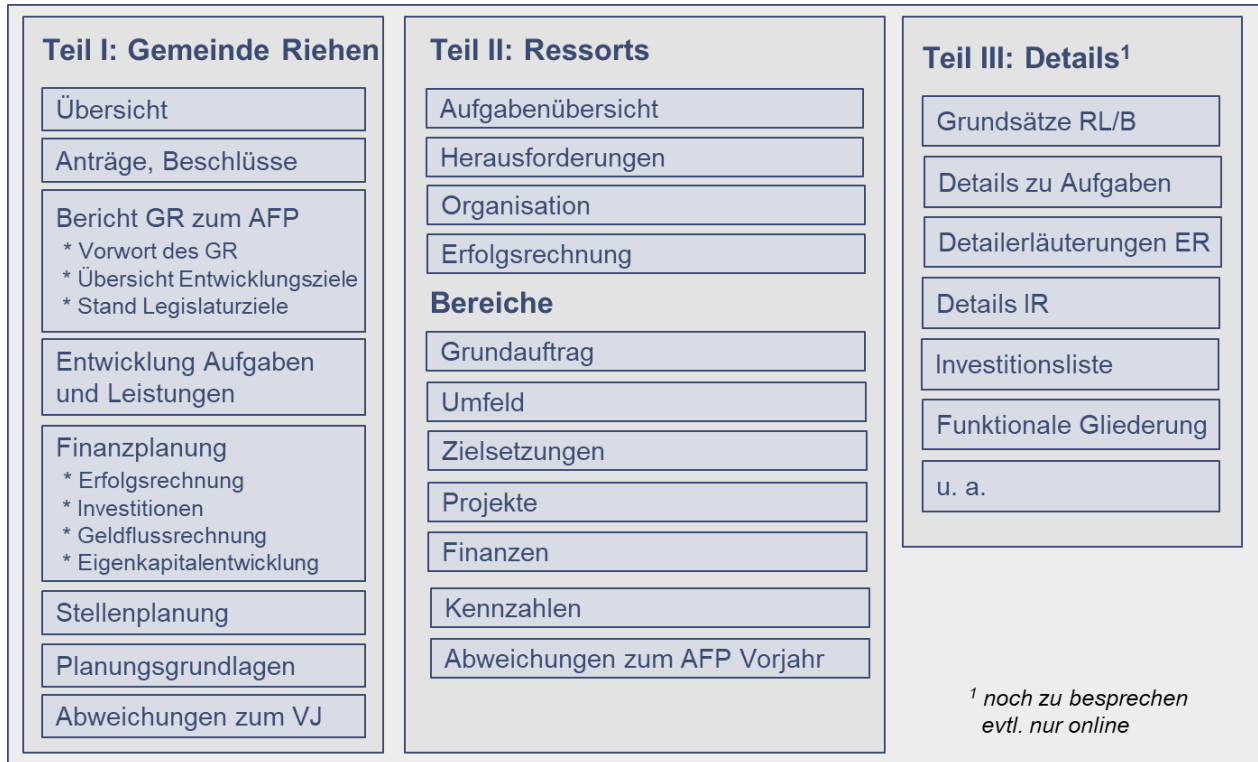 Teil I: Gemeinde Riehen
Übersicht
Anträge, Beschlüsse
Bericht GR zum AFP
* Vorwort des GR
* Übersicht Entwicklungsziele
* Stand Legislaturziele
Entwicklung Aufgaben
und Leistungen
Finanzplanung
* Erfolgsrechnung
* Investitionen
* Geldflussrechnung
* Eigenkapitalentwicklung
Stellenplanung
Planungsgrundlagen
Abweichungen zum VJ
Teil II: Ressorts
Aufgabenübersicht
Herausforderungen
Organisation
Erfolgsrechnung
Bereiche
Grundauftrag
Umfeld
Zielsetzungen
Projekte
Finanzen
Kennzahlen
Abweichungen zum AFP Vorjahr
Teil III: Details¹
Grundsätze RL/B
Details zu Aufgaben
Detailerläuterungen ER
Details IR
Investitionsliste
Funktionale Gliederung
u. a.
¹ noch zu besprechen
evtl. nur online